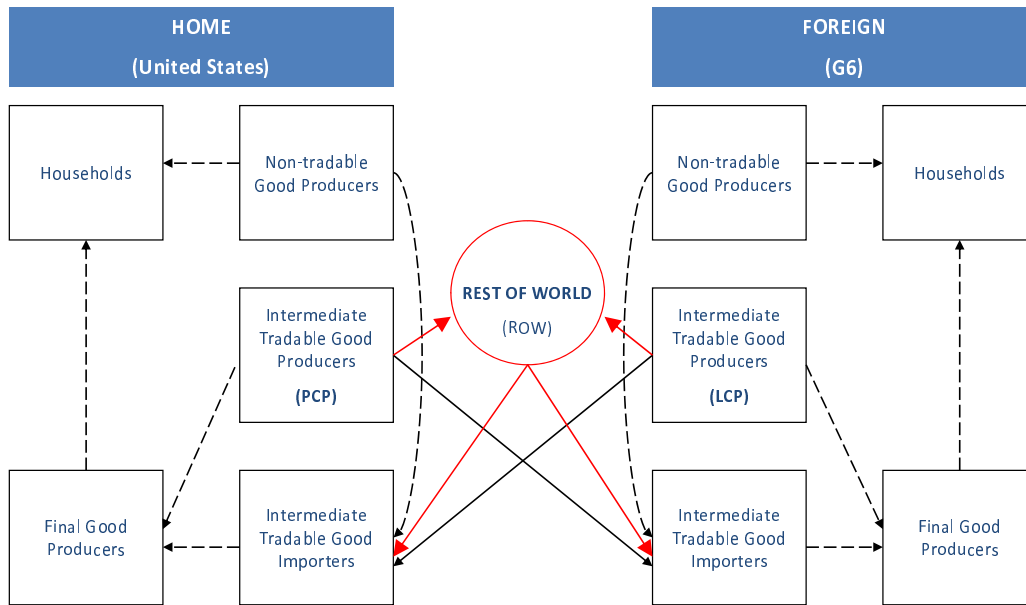 HOME
(United States)
FOREIGN
(G6)
Households
Non-tradable
Good Producers
Non-tradable
Good Producers
Households
REST OF WORLD
(ROW)
Intermediate
Tradable Good
Producers
(PCP)
Intermediate
Tradable Good
Producers
(LCP)
Final Good
Producers
Intermediate
Tradable Good
Importers
Intermediate
Tradable Good
Importers
Final Good
Producers